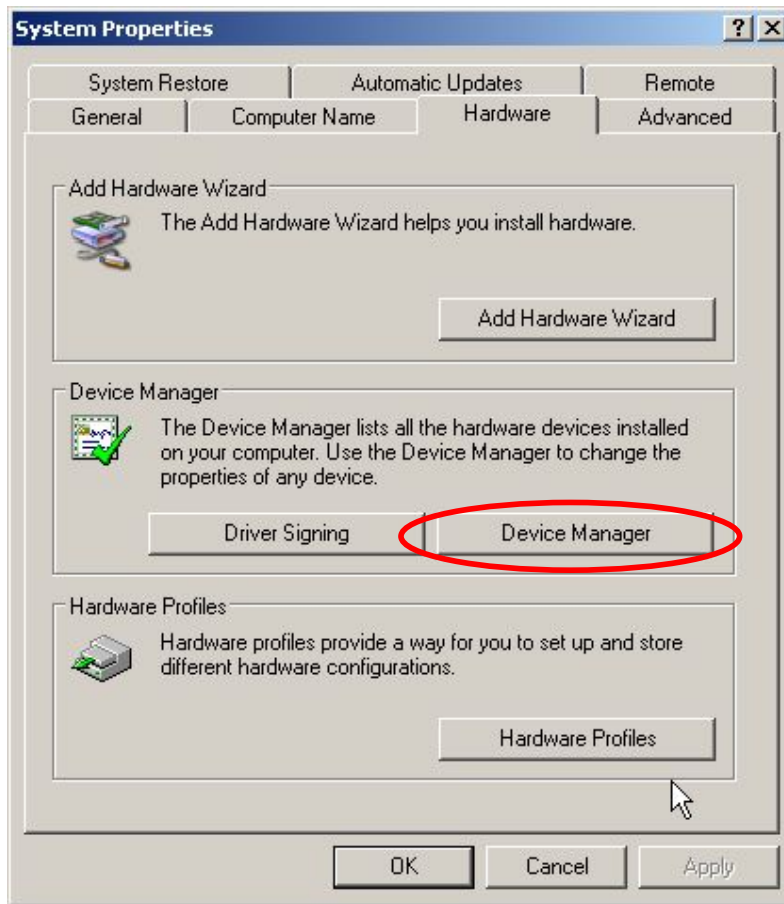 System Properties
System Restore Automatic Updates Remote
General Computer Name Hardware Advanced
Add Hardware Wizard
The Add Hardware Wizard helps you install hardware.
Add Hardware Wizard
Device Manager
The Device Manager lists all the hardware devices installed
on your computer. Use the Device Manager to change the
properties of any device.
Driver Signing Device Manager
Hardware Profiles
Hardware profiles provide a way for you to set up and store
different hardware configurations.
Hardware Profiles
OK Cancel Apply